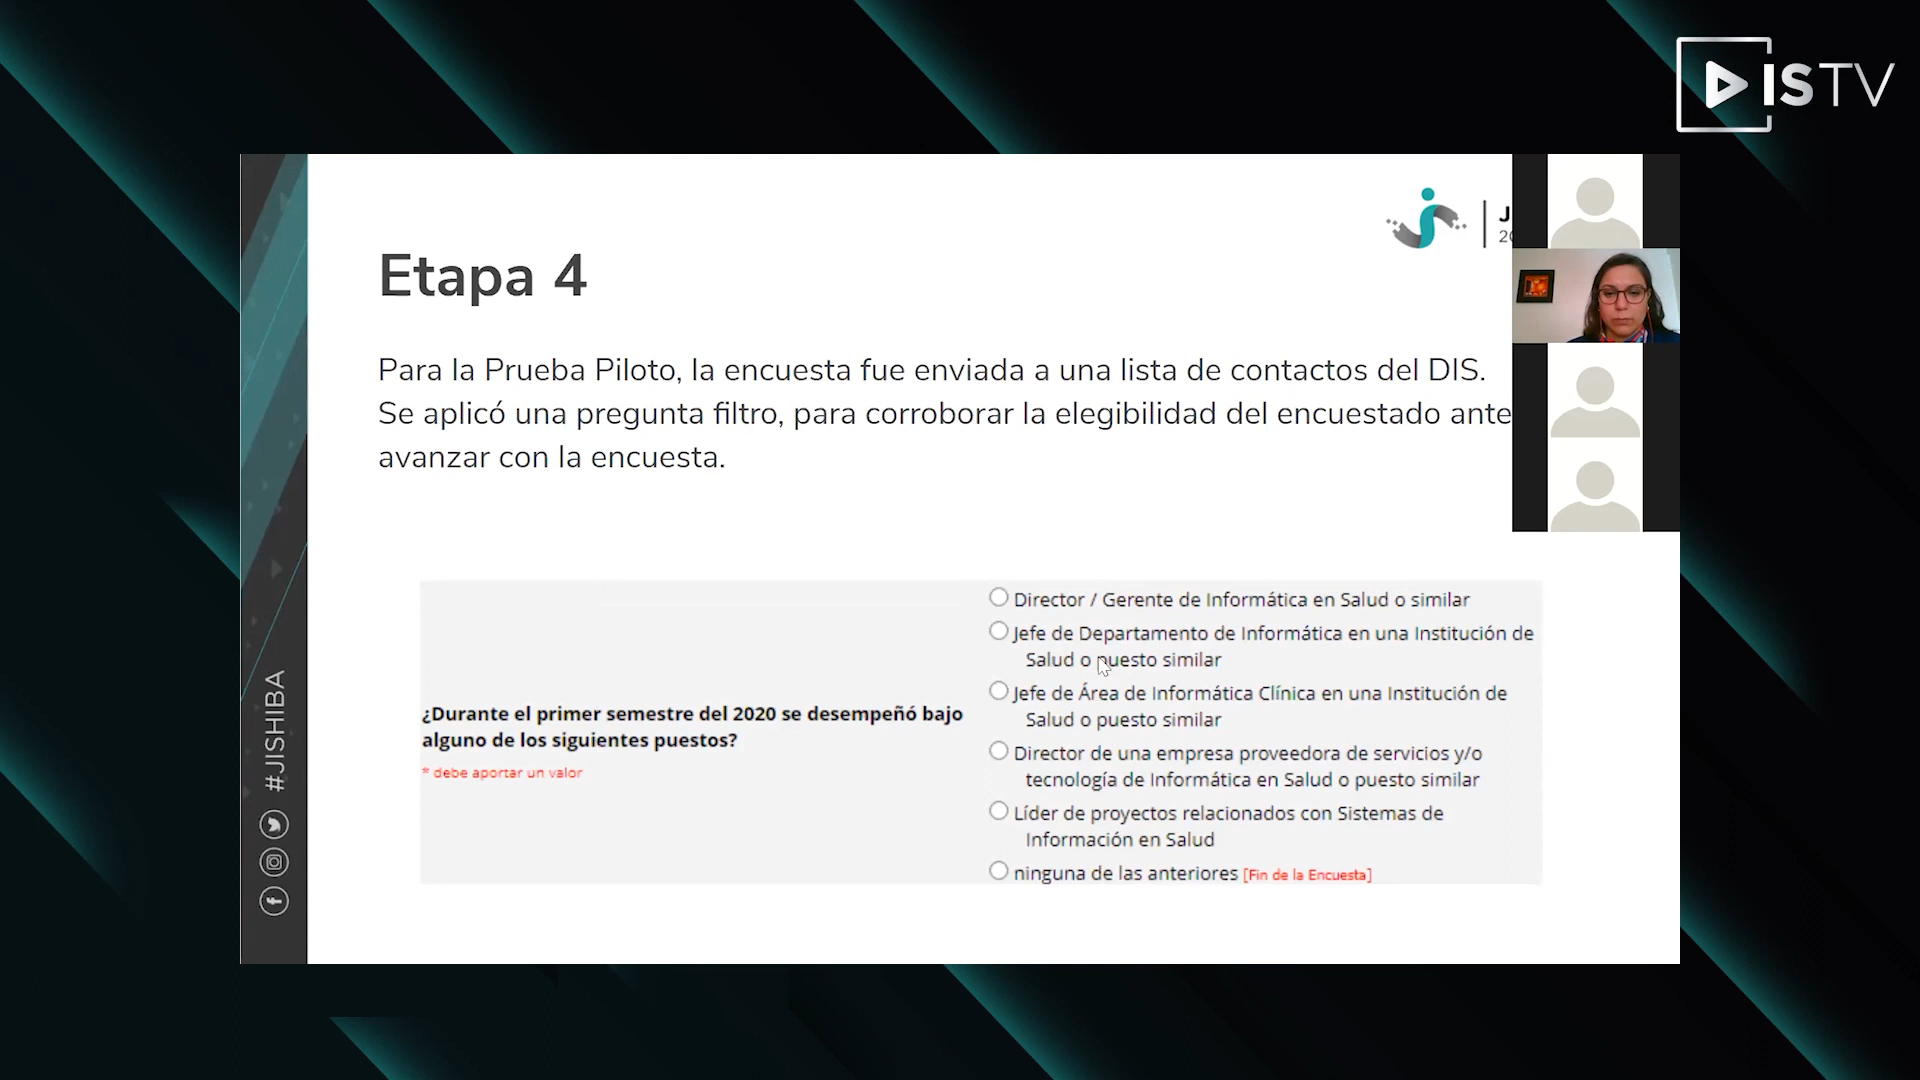 ISTV
J
20
Etapa 4
Para la Prueba Piloto, la encuesta fue enviada a una lista de contactos del DIS.
Se aplicó una pregunta filtro, para corroborar la elegibilidad del encuestado ante
avanzar con la encuesta.
¿Durante el primer semestre del 2020 se desempeñó bajo
alguno de los siguientes puestos?
* debe aportar un valor
Director / Gerente de Informática en Salud o similar
Jefe de Departamento de Informática en una Institución de
Salud o puesto similar
Jefe de Área de Informática Clínica en una Institución de
Salud o puesto similar
Director de una empresa proveedora de servicios y/o
tecnología de Informática en Salud o puesto similar
Líder de proyectos relacionados con Sistemas de
Información en Salud
ninguna de las anteriores [Fin de la Encuesta]
#JISHIBA